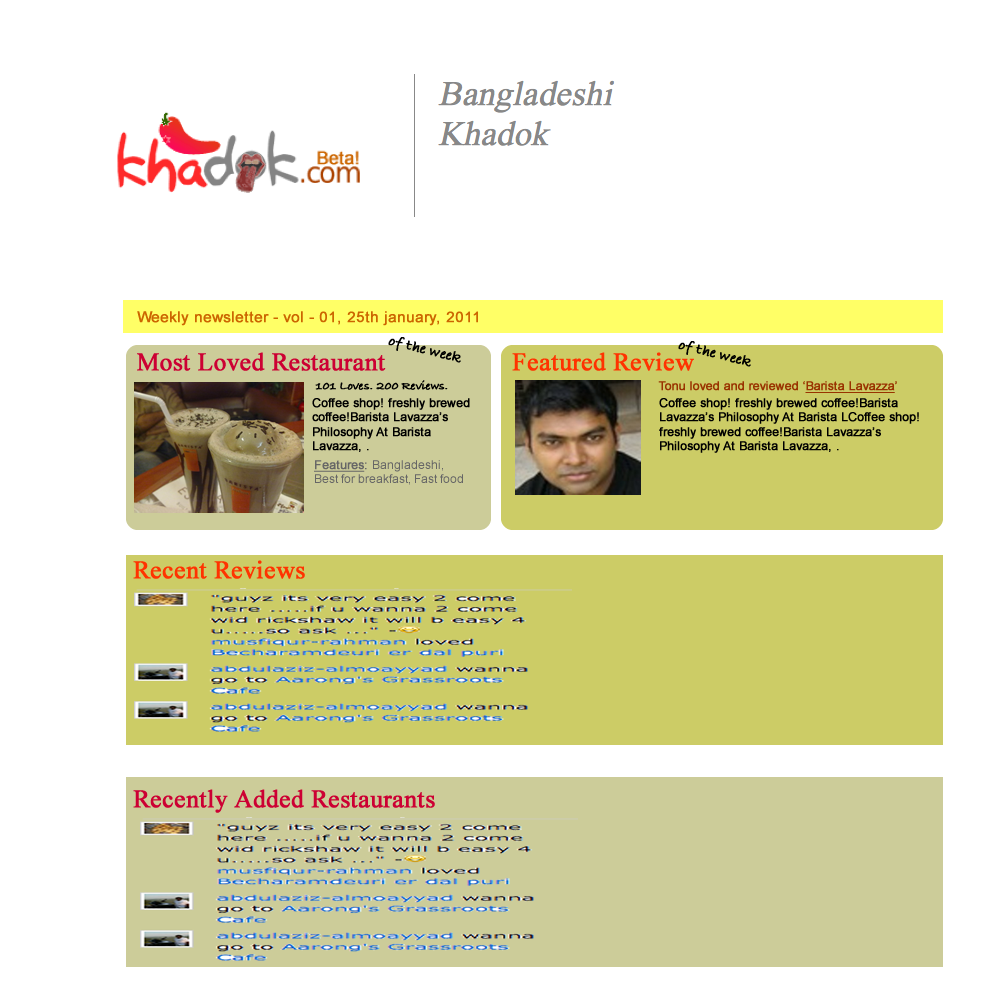 khadok
Beta!
.com
Bangladeshi
Khadok
Weekly newsletter - vol - 01, 25th january, 2011
Most Loved Restaurant
of the week
101 Loves. 200 Reviews.
Coffee shop! freshly brewed
coffee!Barista Lavazza's
Philosophy At Barista
Lavazza, .
Features: Bangladeshi,
Best for breakfast, Fast food
Featured Review
of the week
Tonu loved and reviewed 'Barista Lavazza'
Coffee shop! freshly brewed coffee!Barista
Lavazza's Philosophy At Barista LCoffee shop!
freshly brewed coffee!Barista Lavazza's
Philosophy At Barista Lavazza, .
Recent Reviews
"guyz its very easy 2 come
here .....if u wanna 2 come
wid rickshaw it will b easy 4
u.....so ask ..." -
musfiqur-rahman loved
Becharamdeuri er dal puri
abdulaziz-almoayyad wanna
go to Aarong's Grassroots
Cafe
abdulaziz-almoayyad wanna
go to Aarong's Grassroots
Cafe
Recently Added Restaurants
"guyz its very easy 2 come
here .....if u wanna 2 come
wid rickshaw it will b easy 4
u.....so ask ..." -
musfiqur-rahman loved
Becharamdeuri er dal puri
abdulaziz-almoayyad wanna
go to Aarong's Grassroots
Cafe
abdulaziz-almoayyad wanna
go to Aarong's Grassroots
Cafe